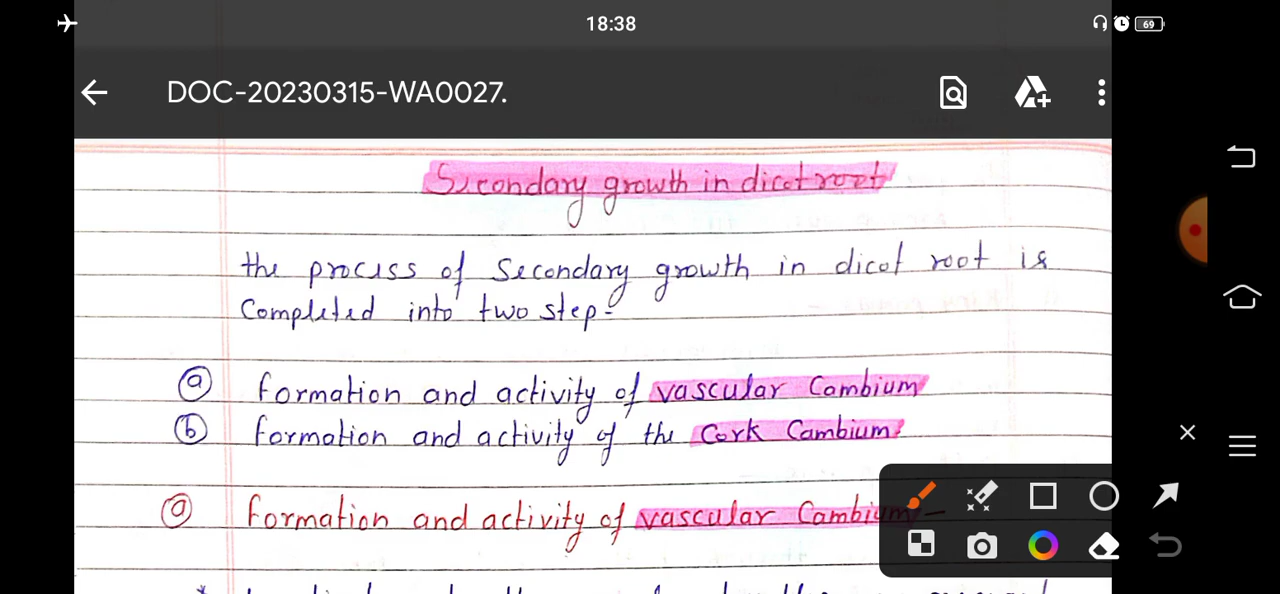 18:38
69
DOC-20230315-WA0027.
Secondary growth in dicot root
the process of Secondary growth in dicot root is
Completed into two step-
(a) formation and activity of vascular Cambium
(b) formation and activity of the Cork Cambium
(a) formation and activity of vascular Cambium -